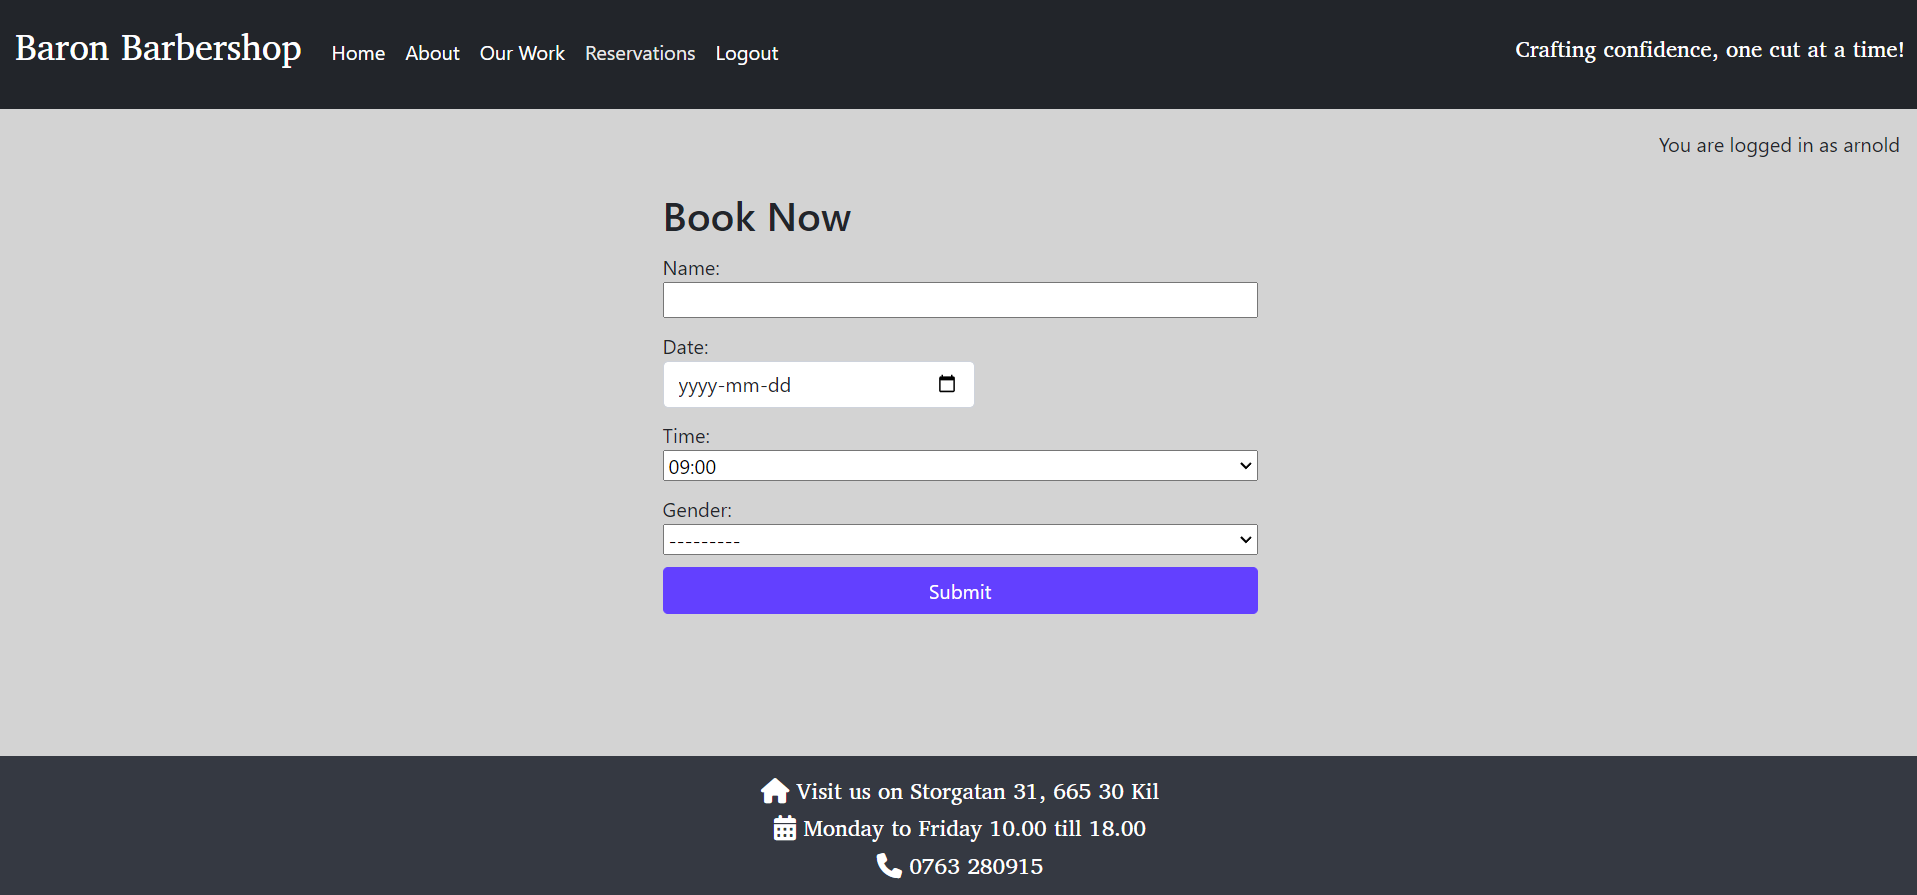 Baron Barbershop Home About Our Work Reservations Logout Crafting confidence, one cut at a time!
You are logged in as arnold
Book Now
Name:
Date:
yyyy-mm-dd
Time:
09:00
Gender:
---------
Submit
Visit us on Storgatan 31, 665 30 Kil
Monday to Friday 10.00 till 18.00
0763 280915